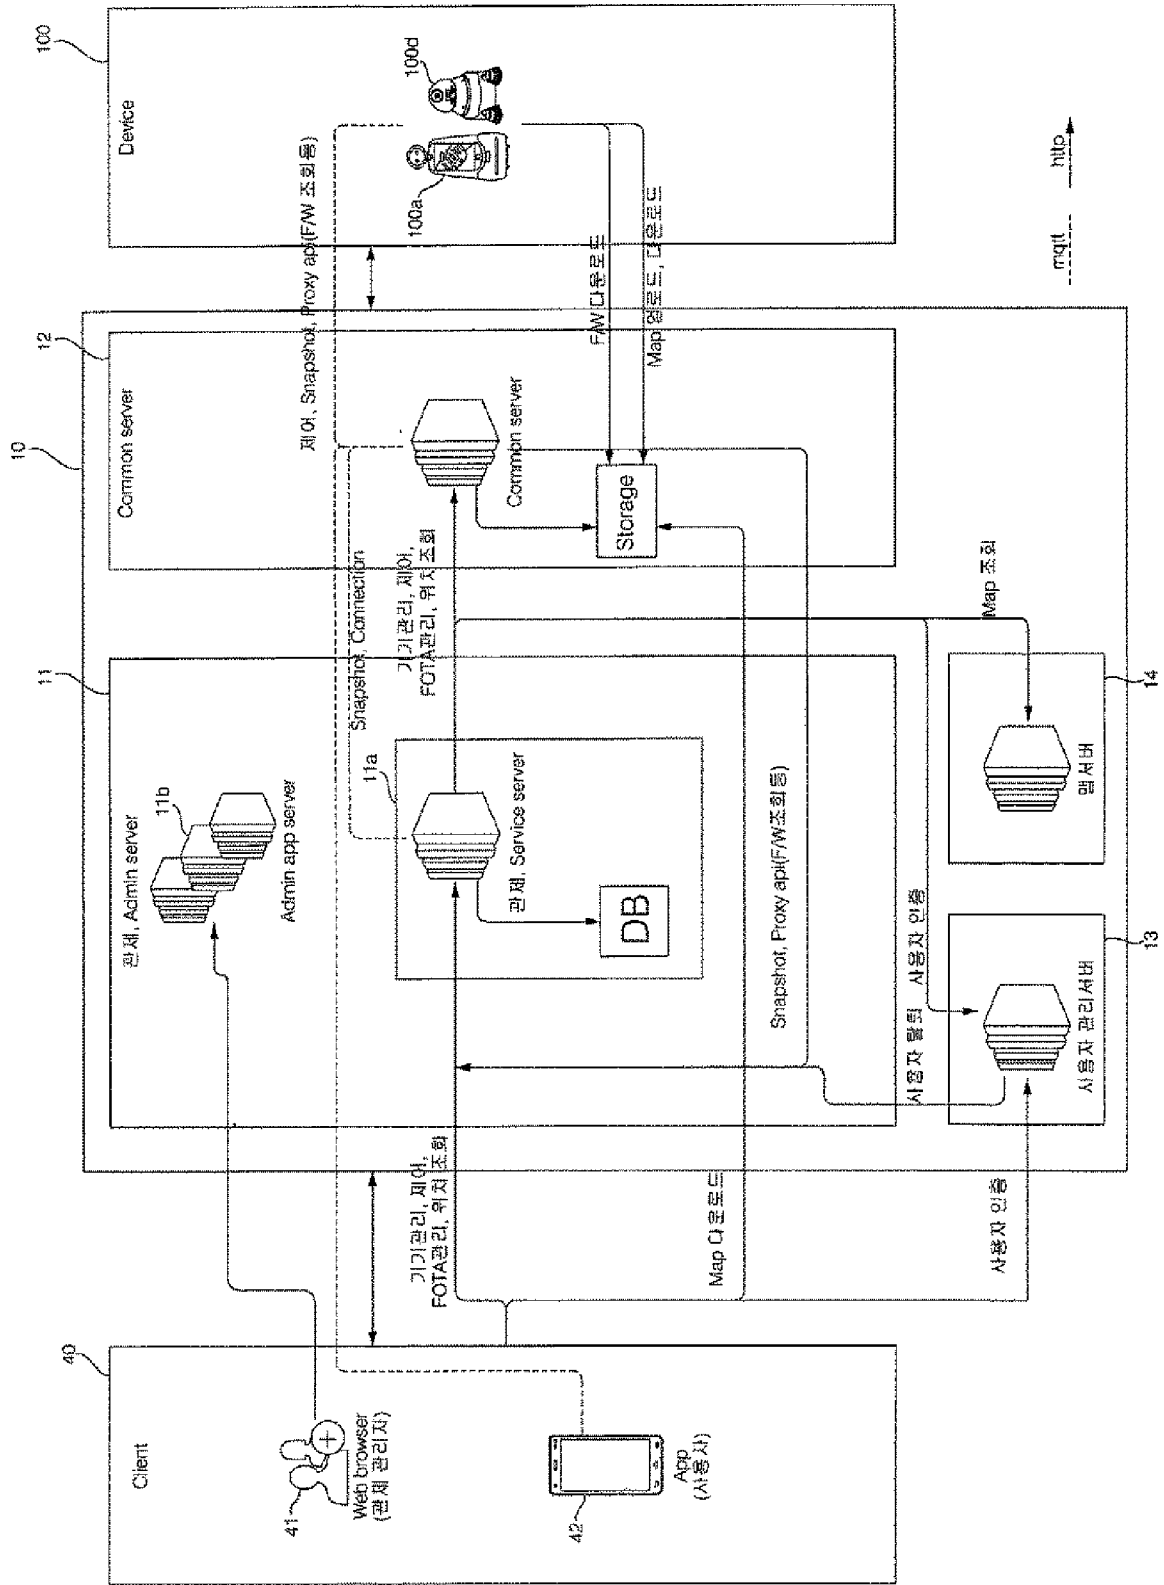 40
Client
41
Web browser
(관제 관리자)
42
App
(사용자)
10
11
관제, Admin server
11b
Admin app server
11a
관제, Service server
DB
기기관리, 제어,
FOTA관리, 위치 조회
Map 다운로드
사용자 인증
Snapshot, Connection
기기관리, 제어,
FOTA관리, 위치조회
Snapshot, Proxy api(F/W조회등)
사용자 탈퇴
사용자 인증
Map 조회
사용자 관리서버
13
맵서버
14
12
Common server
Common server
Storage
제어, Snapshot, Proxy api(F/W 조회등)
F/W 다운로드
Map 업로드, 다운로드
100
Device
100a
100d
mqtt
http